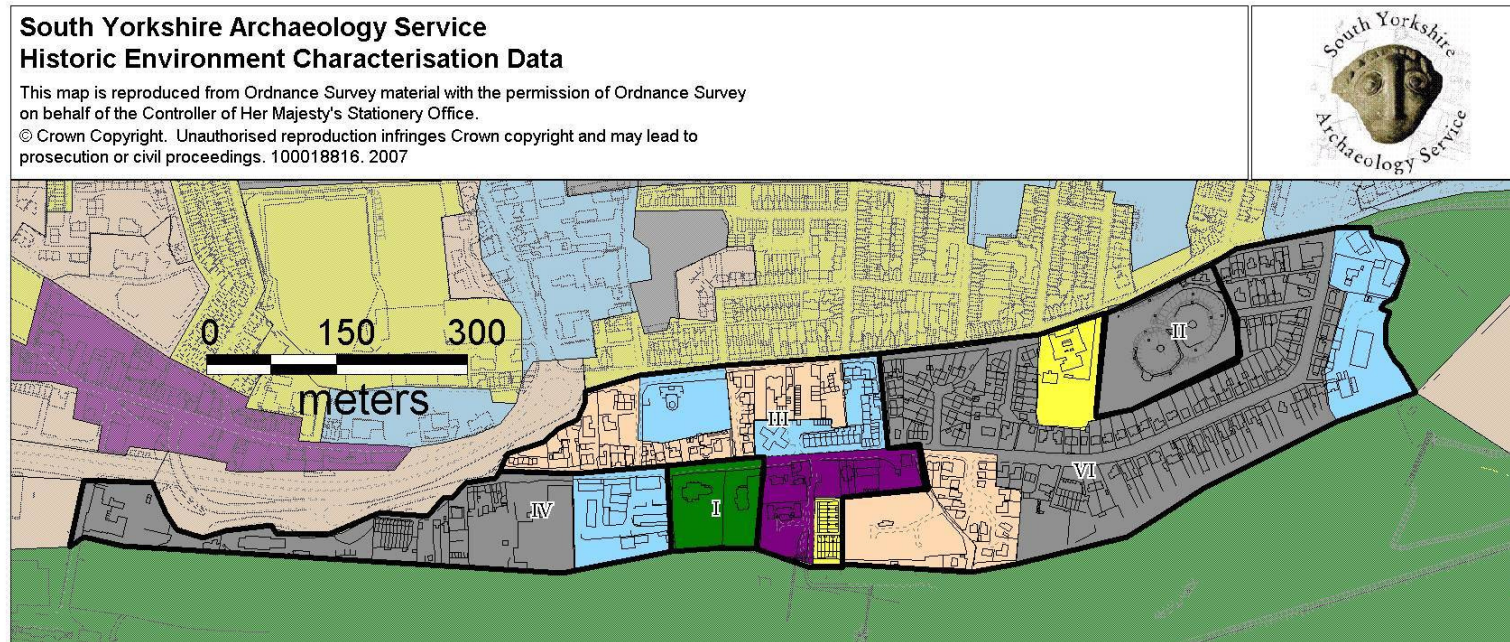 South Yorkshire Archaeology Service
Historic Environment Characterisation Data
This map is reproduced from Ordnance Survey material with the permission of Ordnance Survey
on behalf of the Controller of Her Majesty's Stationery Office.
© Crown Copyright. Unauthorised reproduction infringes Crown copyright and may lead to
prosecution or civil proceedings. 100018816. 2007
South Yorkshire
Archaeology Service
0 150 300
meters
II
III
VI
IV
I